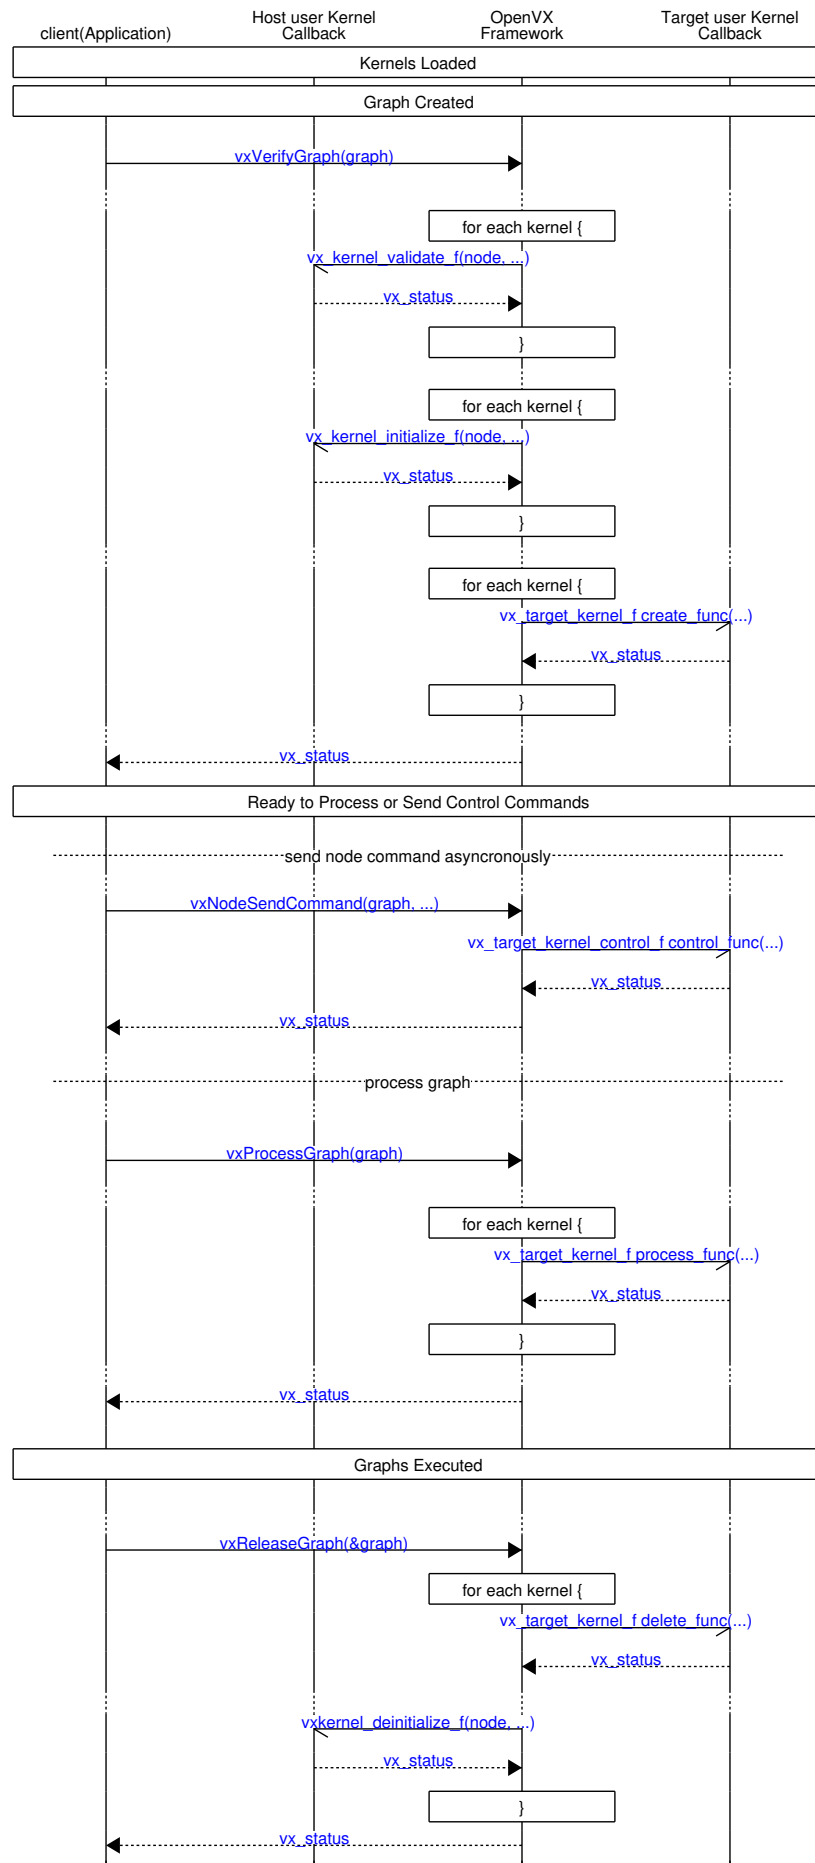 client(Application)
Host user Kernel
Callback
OpenVX
Framework
Target user Kernel
Callback
Kernels Loaded
Graph Created
vxVerifyGraph(graph)
for each kernel {
vx_kernel_validate_f(node, ...)
vx_status
}
for each kernel {
vx_kernel_initialize_f(node, ...)
vx_status
}
for each kernel {
vx_target_kernel_f create_func(...)
vx_status
}
vx_status
Ready to Process or Send Control Commands
send node command asyncronously
vxNodeSendCommand(graph, ...)
vx_target_kernel_control_f control_func(...)
vx_status
vx_status
process graph
vxProcessGraph(graph)
for each kernel {
vx_target_kernel_f process_func(...)
vx_status
}
vx_status
Graphs Executed
vxReleaseGraph(&graph)
for each kernel {
vx_target_kernel_f delete_func(...)
vx_status
vxkernel_deinitialize_f(node, ...)
vx_status
}
vx_status